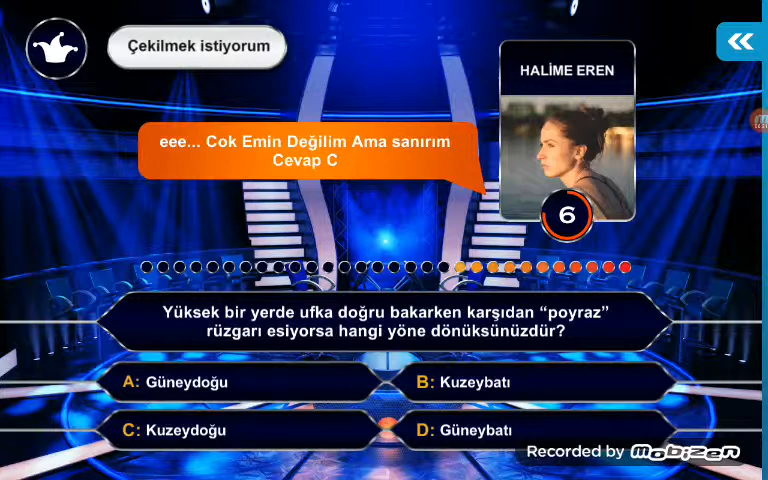 Çekilmek istiyorum
HALİME EREN
eee... Cok Emin Değilim Ama sanırım
Cevap C
6
Yüksek bir yerde ufka doğru bakarken karşıdan “poyraz”
rüzgarı esiyorsa hangi yöne dönüksünüzdür?
A: Güneydoğu
B: Kuzeybatı
C: Kuzeydoğu
D: Güneybatı
Recorded by Mobizen